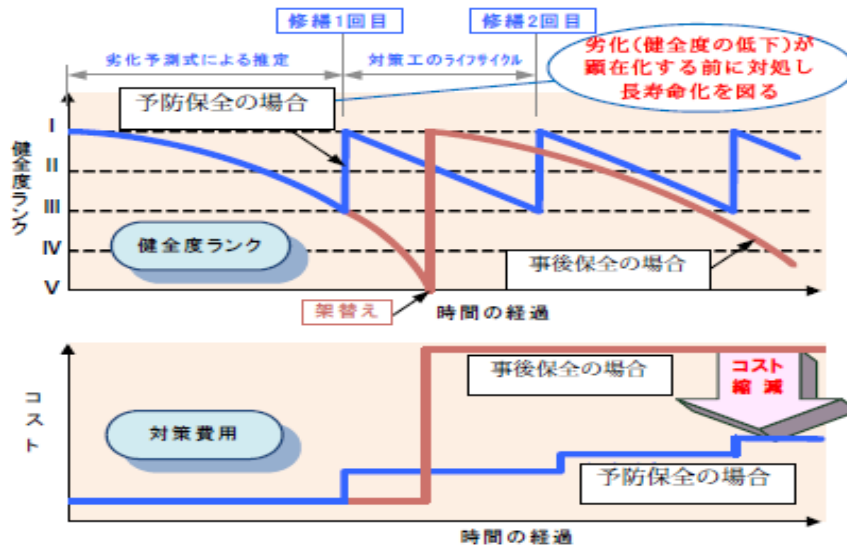 修繕1回目
修繕2回目
劣化予測式による推定
対策工のライフサイクル
劣化(健全度の低下)が
顕在化する前に対処し
長寿命化を図る
予防保全の場合
健全度ランク
I
II
III
IV
V
健全度ランク
事後保全の場合
架替え
時間の経過
コスト
事後保全の場合
コスト
縮減
対策費用
予防保全の場合
時間の経過